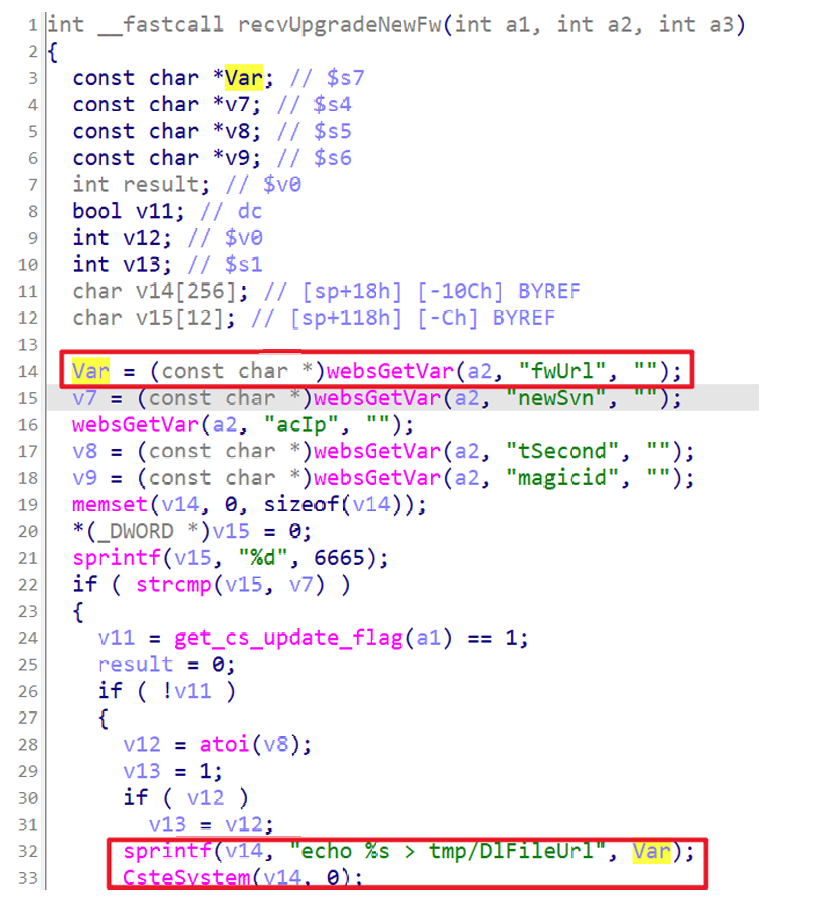 1 int __fastcall recvUpgradeNewFw(int a1, int a2, int a3)
2 {
3 const char *Var; // $s7
4 const char *v7; // $s4
5 const char *v8; // $s5
6 const char *v9; // $s6
7 int result; // $v0
8 bool v11; // dc
9 int v12; // $v0
10 int v13; // $s1
11 char v14[256]; // [sp+18h] [-10Ch] BYREF
12 char v15[12]; // [sp+118h] [-Ch] BYREF
13
14 Var = (const char *)websGetVar(a2, "fwUrl", "");
15 v7 = (const char *)websGetVar(a2, "newSvn", "");
16 websGetVar(a2, "acIp", "");
17 v8 = (const char *)websGetVar(a2, "tSecond", "");
18 v9 = (const char *)websGetVar(a2, "magicid", "");
19 memset(v14, 0, sizeof(v14));
20 *(_DWORD *)v15 = 0;
21 sprintf(v15, "%d", 6665);
22 if ( strcmp(v15, v7) )
23 {
24 v11 = get_cs_update_flag(a1) == 1;
25 result = 0;
26 if ( !v11 )
27 {
28 v12 = atoi(v8);
29 v13 = 1;
30 if ( v12 )
31 v13 = v12;
32 sprintf(v14, "echo %s > tmp/DlFileUrl", Var);
33 CsteSystem(v14, 0);